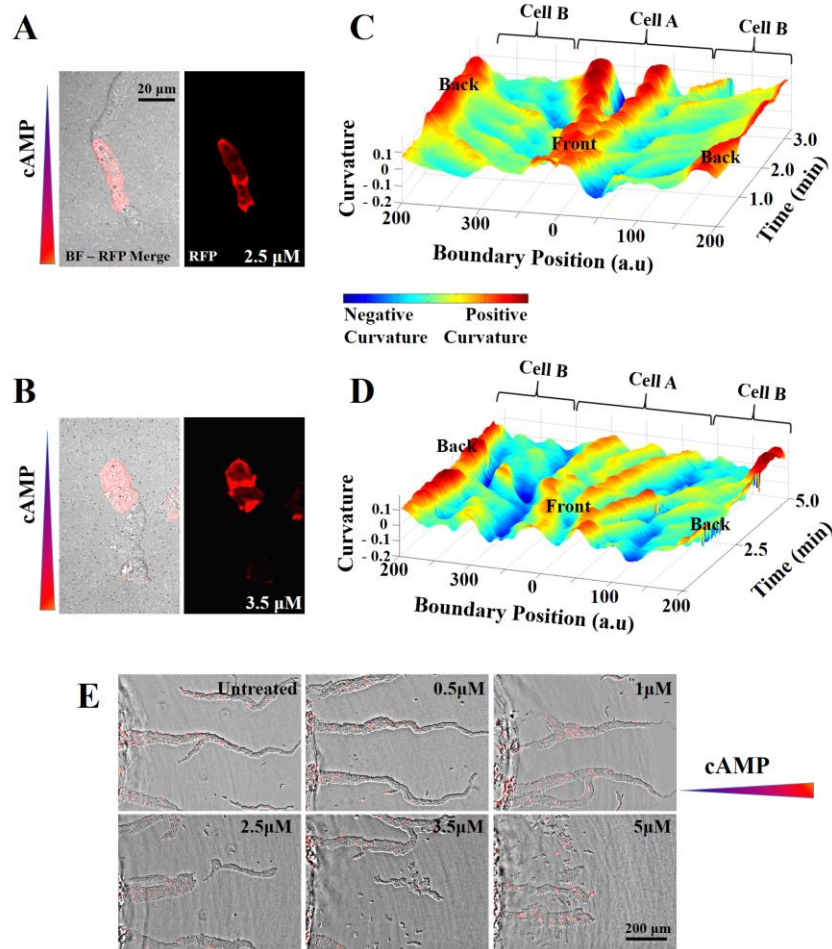 A
cAMP
20 µm
BF – RFP Merge
RFP
2.5 µM
C
Cell B
Cell A
Cell B
Back
Front
Back
Curvature
0.1
0
- 0.1
- 0.2
200
300
0
100
200
Boundary Position (a.u)
1.0
2.0
3.0
Time (min)
Negative
Curvature
Positive
Curvature
B
cAMP
3.5 µM
D
Cell B
Cell A
Cell B
Back
Front
Back
Curvature
0.1
0
- 0.1
- 0.2
200
300
0
100
200
Boundary Position (a.u)
2.5
5.0
Time (min)
E
Untreated
0.5µM
1µM
cAMP
2.5µM
3.5µM
5µM
200 µm